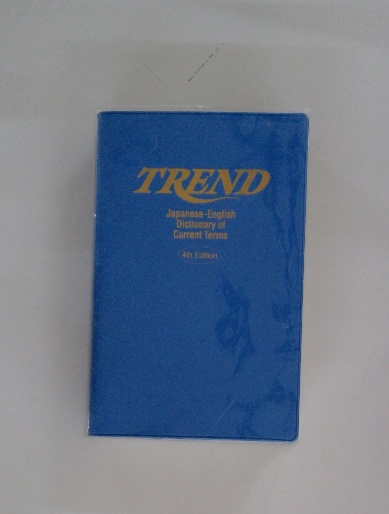 TREND
Japanese-English
Dictionary of
Current Terms
4th Edition